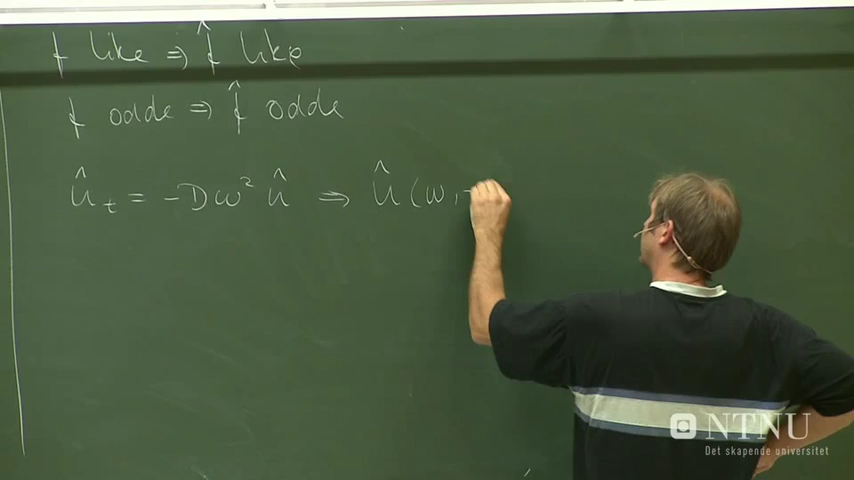 f like ⇒ f̂ like
f odde ⇒ f̂ odde
û_t = -Dω² û ⇒ û(ω,
NTNU
Det skapende universitet